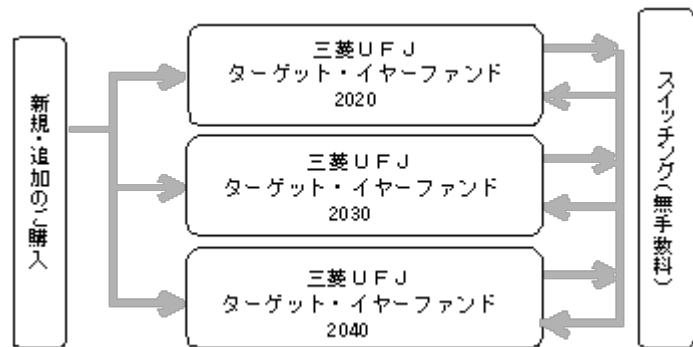 新規・追加のご購入
三菱ＵＦＪ
ターゲット・イヤーファンド
2020
三菱ＵＦＪ
ターゲット・イヤーファンド
2030
三菱ＵＦＪ
ターゲット・イヤーファンド
2040
スイッチング(無手数料)